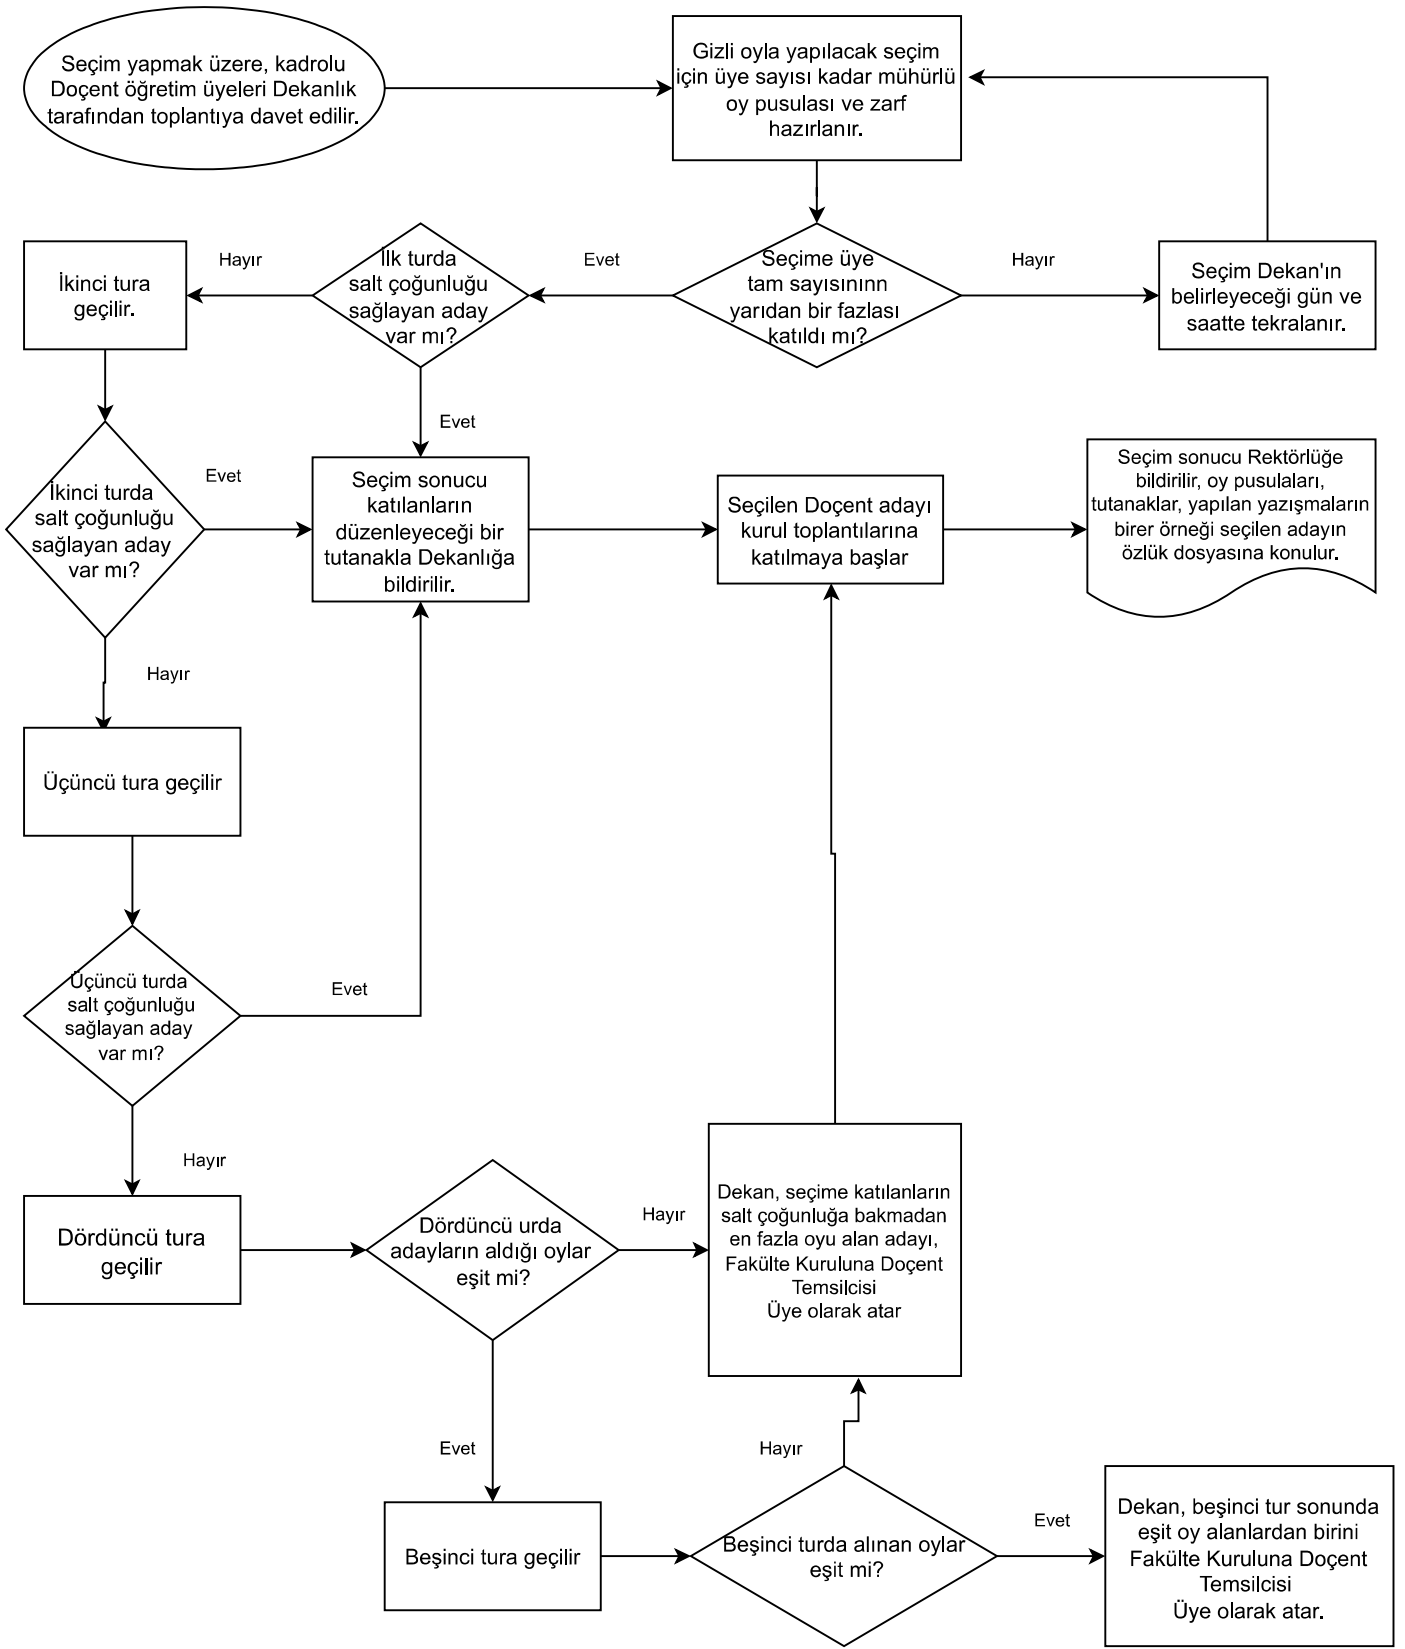 Seçim yapmak üzere, kadrolu
Doçent öğretim üyeleri Dekanlık
tarafından toplantıya davet edilir.
Gizli oyla yapılacak seçim
için üye sayısı kadar mühürlü
oy pusulası ve zarf
hazırlanır.
İkinci tura
geçilir.
Hayır
İlk turda
salt çoğunluğu
sağlayan aday
var mı?
Evet
Seçime üye
tam sayısınınn
yarıdan bir fazlası
katıldı mı?
Hayır
Seçim Dekan'ın
belirleyeceği gün ve
saatte tekralanır.
Evet
İkinci turda
salt çoğunluğu
sağlayan aday
var mı?
Evet
Seçim sonucu
katılanların
düzenleyeceği bir
tutanakla Dekanlığa
bildirilir.
Seçilen Doçent adayı
kurul toplantılarına
katılmaya başlar
Seçim sonucu Rektörlüğe
bildirilir, oy pusulaları,
tutanaklar, yapılan yazışmaların
birer örneği seçilen adayın
özlük dosyasına konulur.
Hayır
Üçüncü tura geçilir
Üçüncü turda
salt çoğunluğu
sağlayan aday
var mı?
Evet
Hayır
Dördüncü tura
geçilir
Dördüncü urda
adayların aldığı oylar
eşit mi?
Hayır
Dekan, seçime katılanların
salt çoğunluğa bakmadan
en fazla oyu alan adayı,
Fakülte Kuruluna Doçent
Temsilcisi
Üye olarak atar
Evet
Hayır
Beşinci tura geçilir
Beşinci turda alınan oylar
eşit mi?
Evet
Dekan, beşinci tur sonunda
eşit oy alanlardan birini
Fakülte Kuruluna Doçent
Temsilcisi
Üye olarak atar.